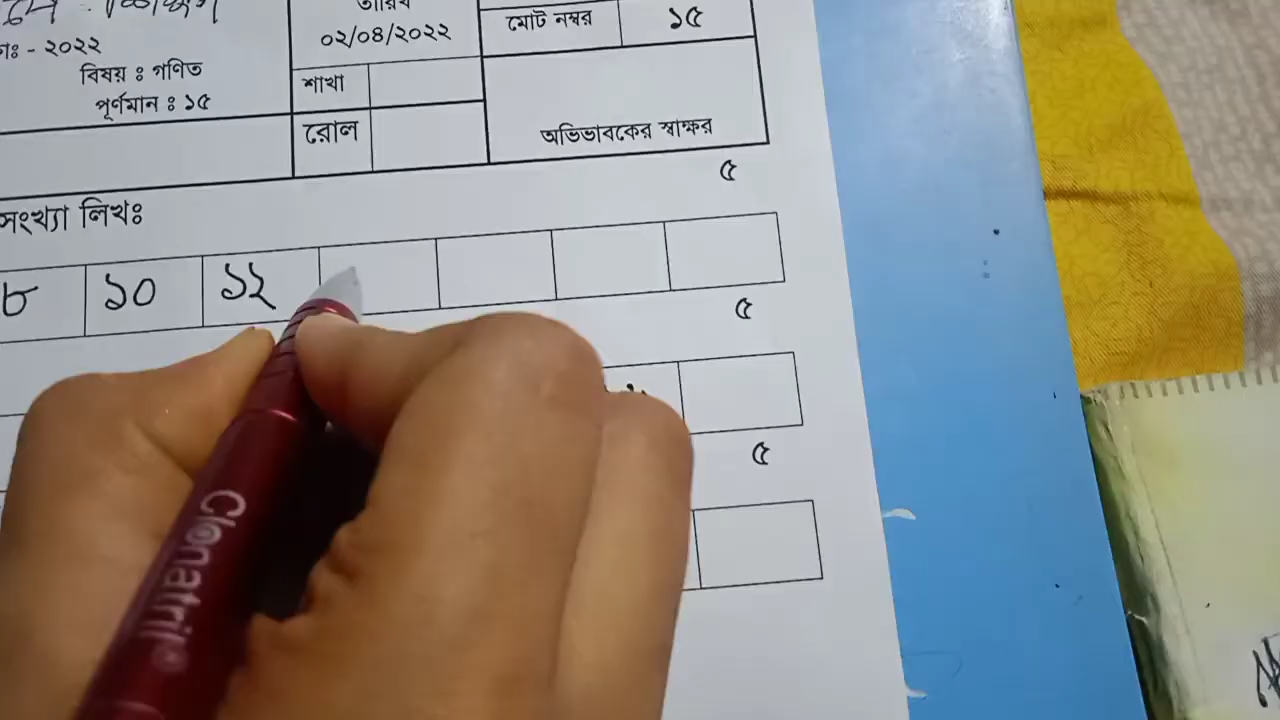 তারিখ
০২/০৪/২০২২
মোট নম্বর ১৫
২০২২
বিষয় ঃ গণিত
পূর্ণমান ঃ ১৫
শাখা
রোল
অভিভাবকের স্বাক্ষর
৫
সংখ্যা লিখঃ
৮ ১০ ১২
৫
৫
Clonatril®